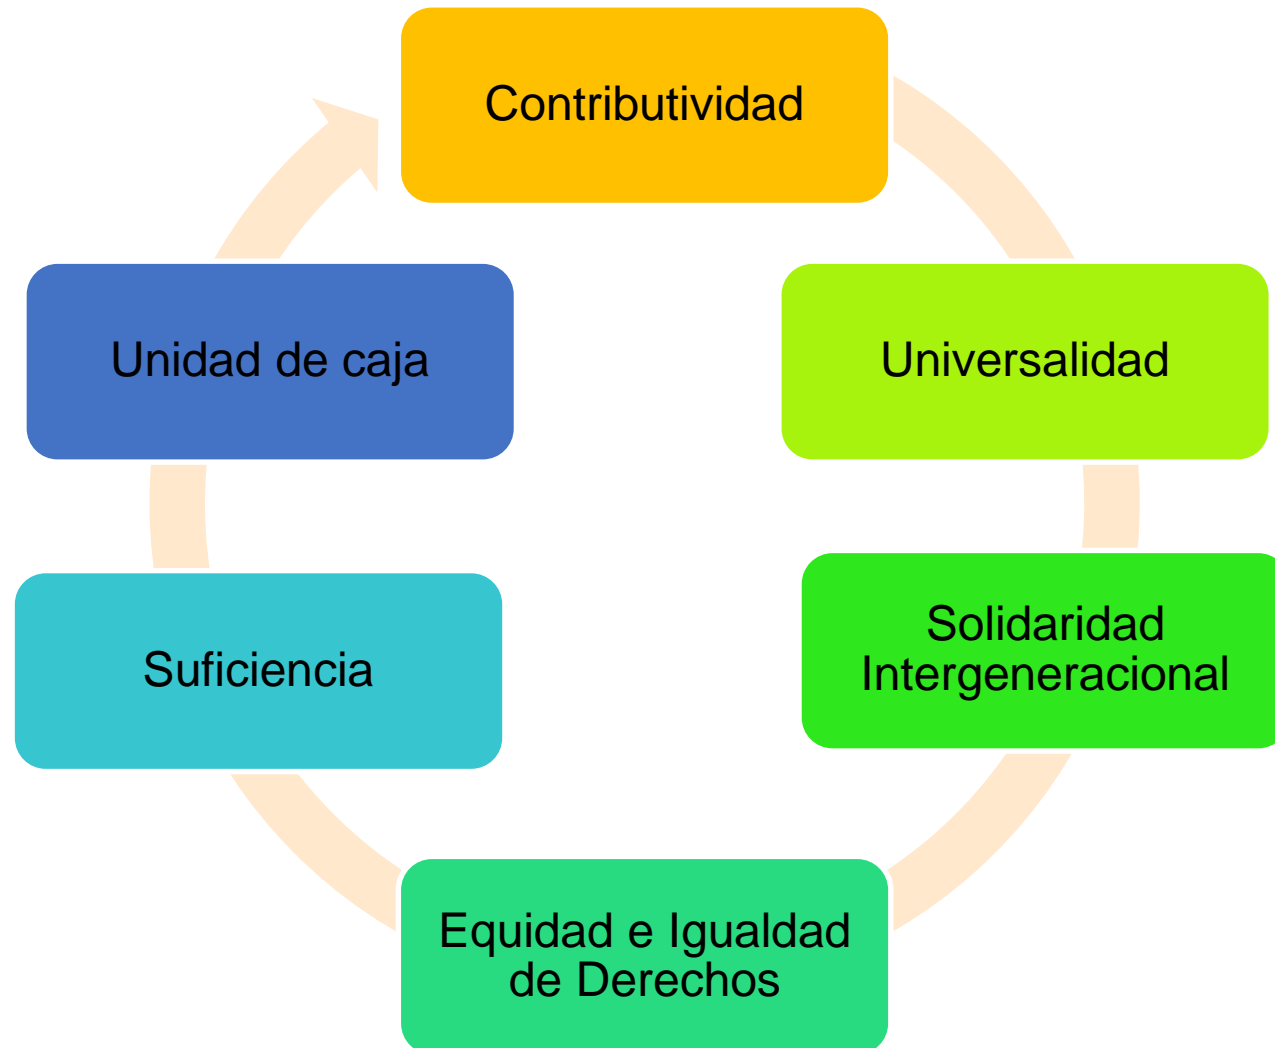 Contributividad
Universalidad
Solidaridad
Intergeneracional
Equidad e Igualdad
de Derechos
Suficiencia
Unidad de caja